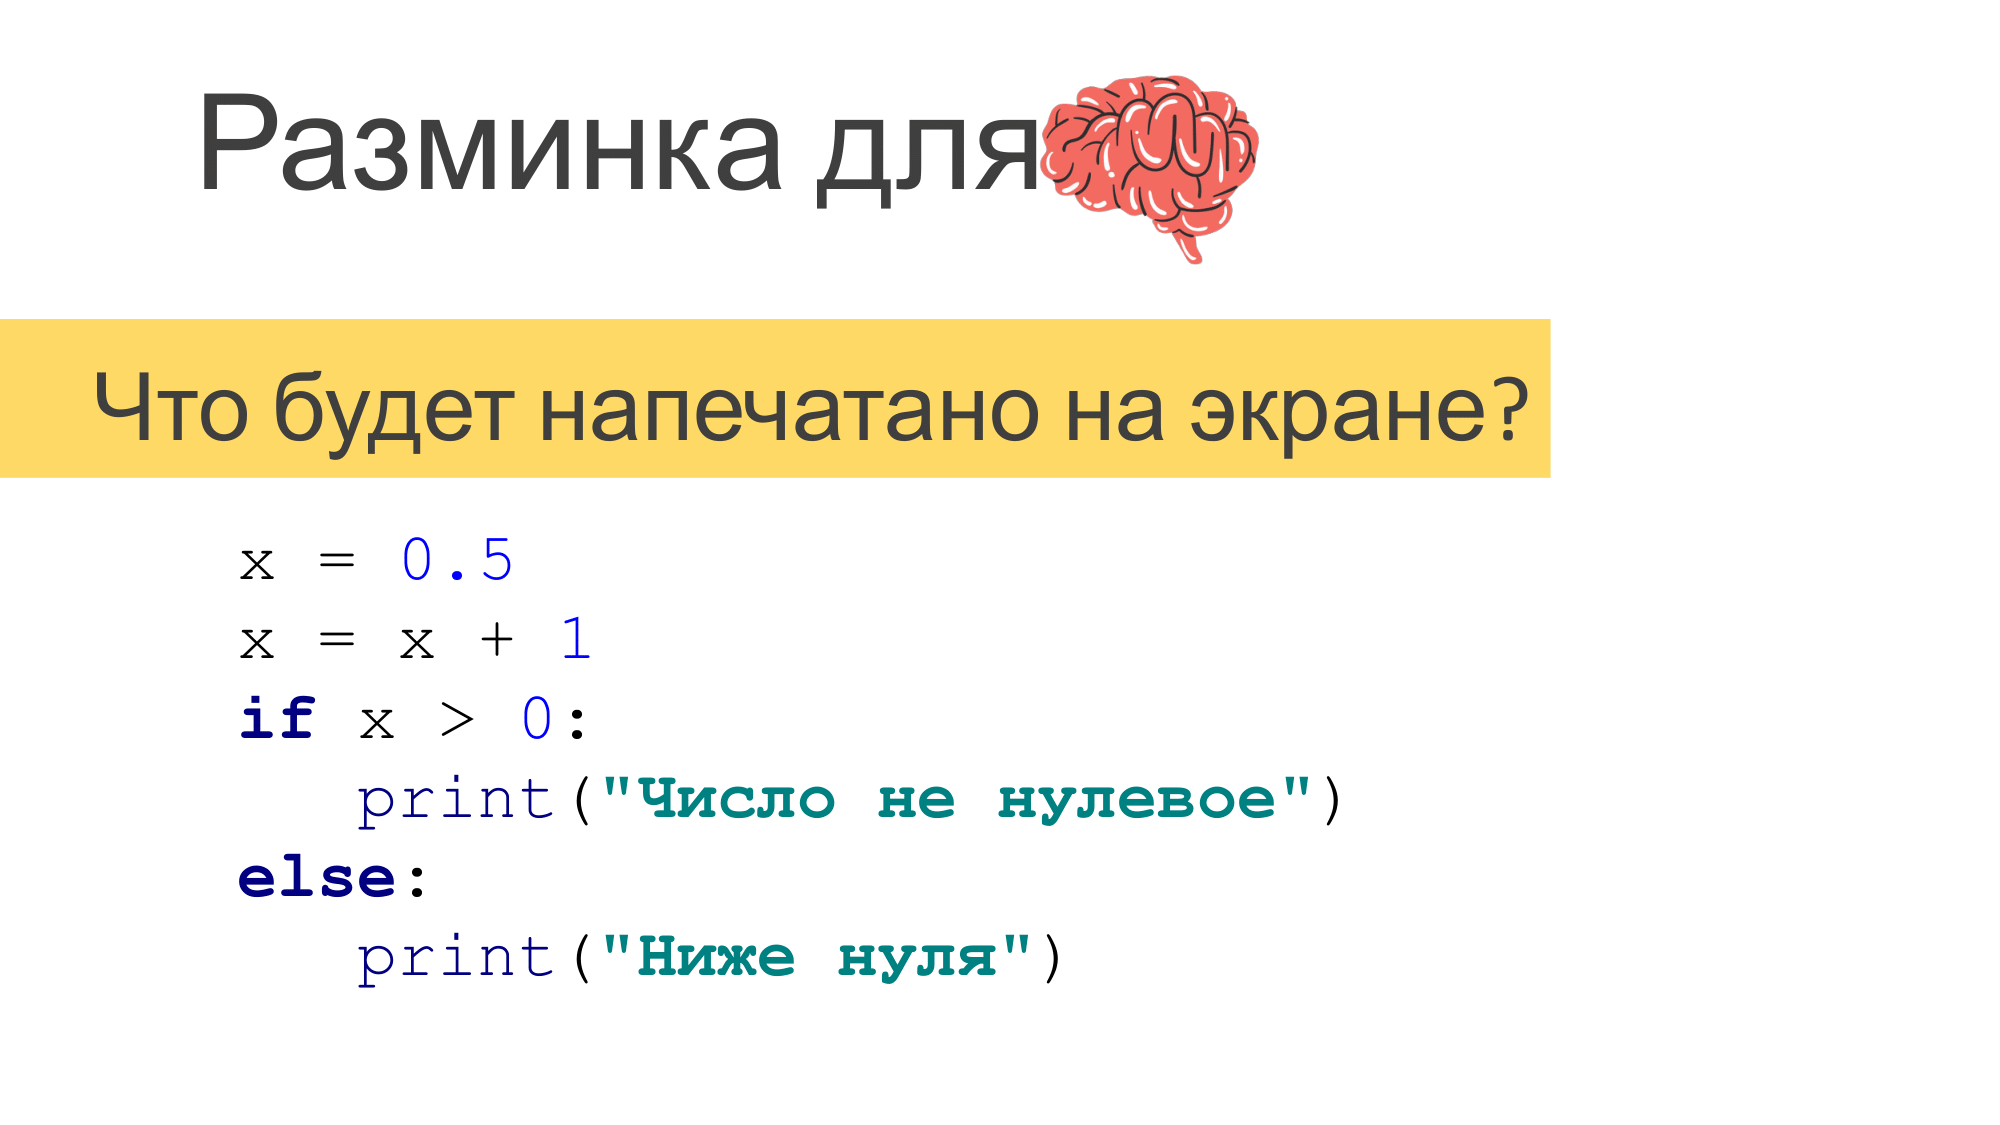 Разминка для
Что будет напечатано на экране?
x = 0.5
x = x + 1
if x > 0:
   print("Число не нулевое")
else:
   print("Ниже нуля")